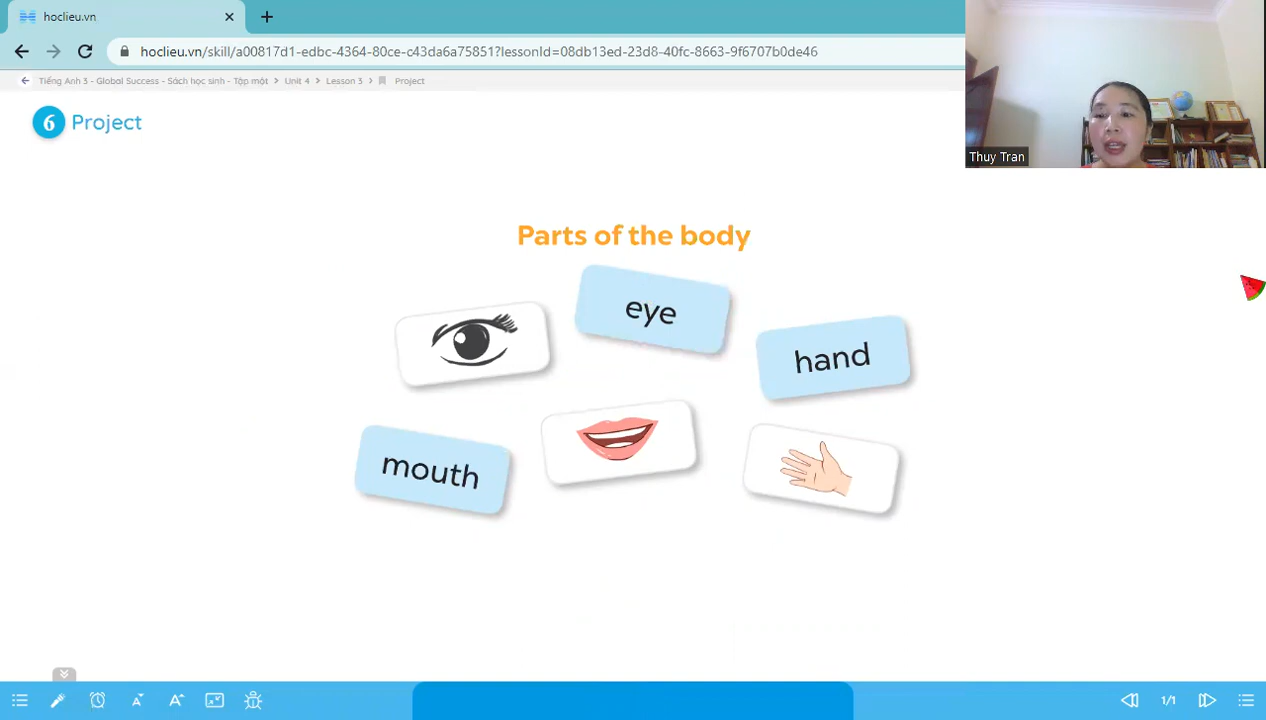 hoclieu.vn
hoclieu.vn/skill/a00817d1-edbc-4364-80ce-c43da6a75851?lessonId=08db13ed-23d8-40fc-8663-9f6707b0de46
Tiếng Anh 3 - Global Success - Sách học sinh - Tập một > Unit 4 > Lesson 3 > Project
6 Project
Thuy Tran
Parts of the body
eye
hand
mouth
1/1